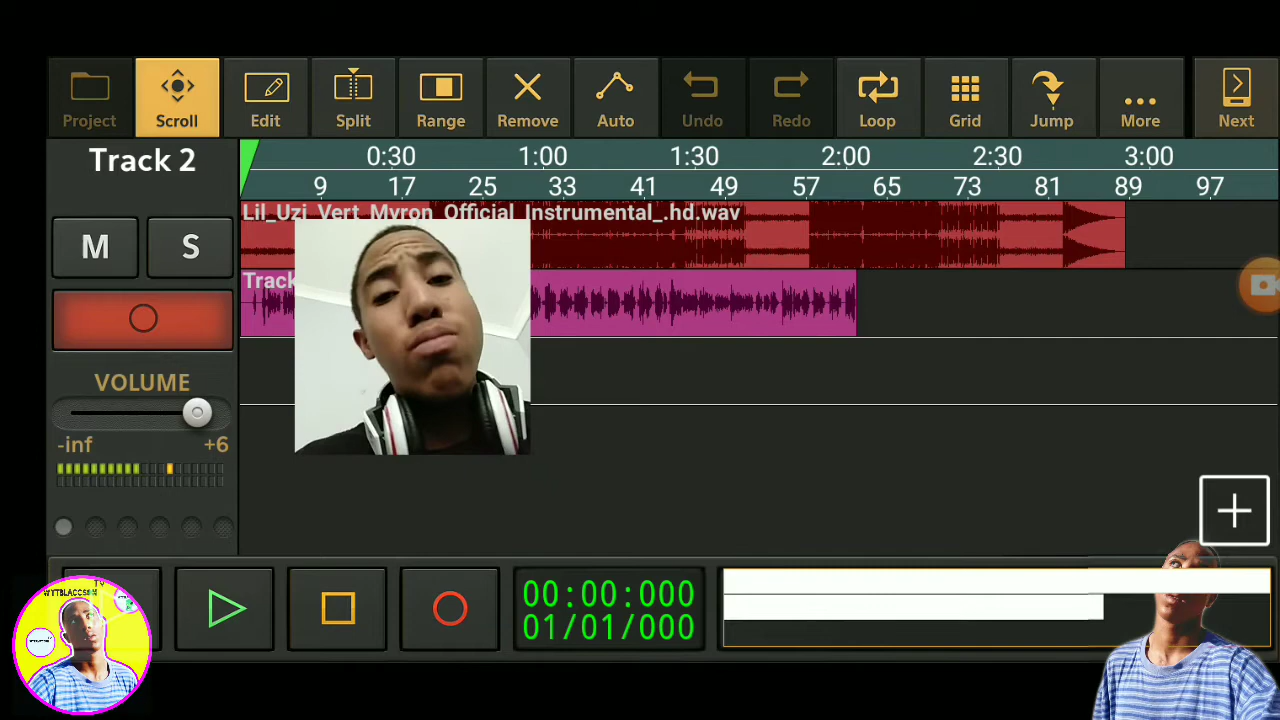 Project Scroll Edit Split Range Remove Auto Undo Redo Loop Grid Jump More Next
Track 2
0:30 1:00 1:30 2:00 2:30 3:00
9 17 25 33 41 49 57 65 73 81 89 97
Lil_Uzi_Vert_Myron_Official_Instrumental_.hd.wav
M S
Track
VOLUME
-inf +6
00:00:000
01/01/000
TV